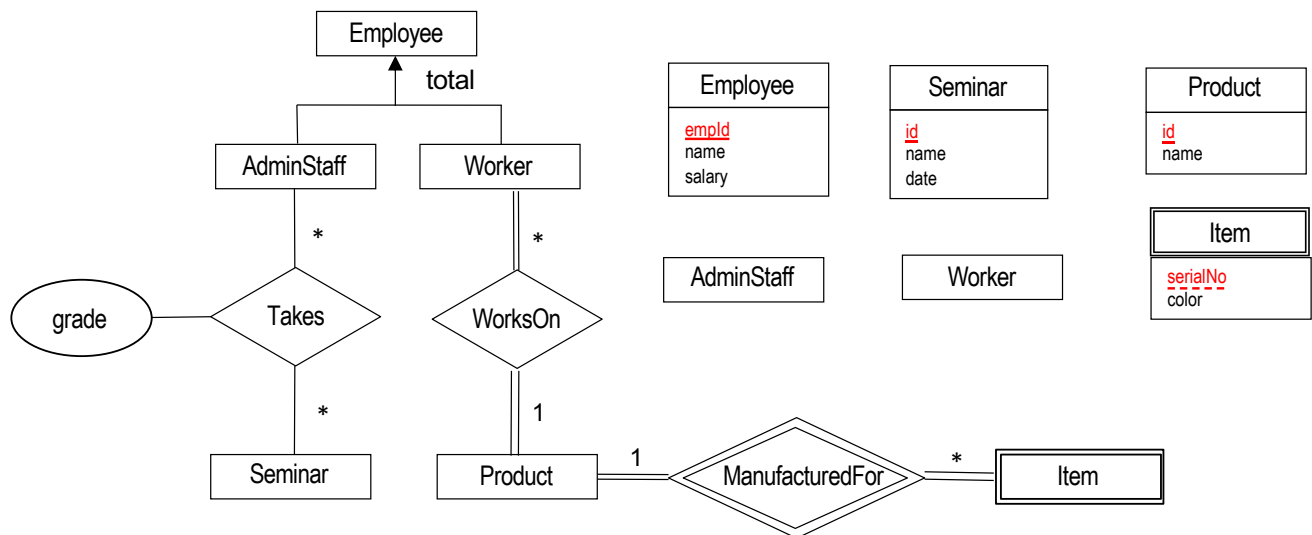 Employee
total
AdminStaff
Worker
*
*
grade
Takes
WorksOn
*
1
Seminar
Product
1
ManufacturedFor
*
Item
Employee
empId
name
salary
Seminar
id
name
date
Product
id
name
AdminStaff
Worker
Item
serialNo
color